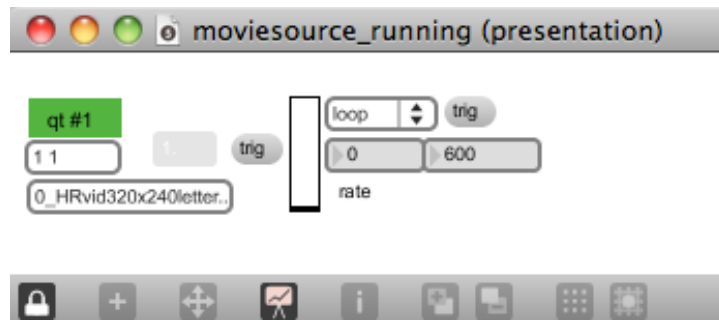 moviesource_running (presentation)
qt #1
loop
trig
1 1
1.
trig
0
600
0_HRvid320x240letter..
rate